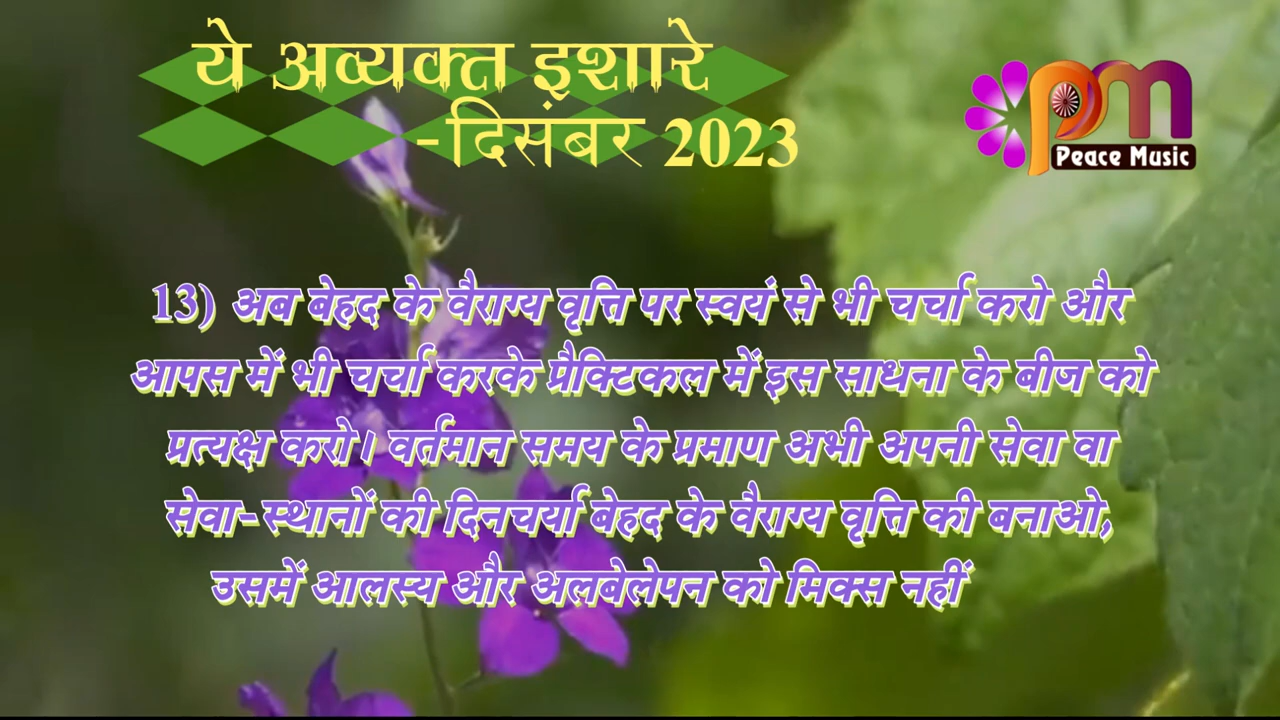 ये अव्यक्त इशारे
-दिसंबर 2023
PM
Peace Music
13) अब बेहद के वैराग्य वृत्ति पर स्वयं से भी चर्चा करो और
आपस में भी चर्चा करके प्रैक्टिकल में इस साधना के बीज को
प्रत्यक्ष करो। वर्तमान समय के प्रमाण अभी अपनी सेवा वा
सेवा-स्थानों की दिनचर्या बेहद के वैराग्य वृत्ति की बनाओ,
उसमें आलस्य और अलबेलेपन को मिक्स नहीं